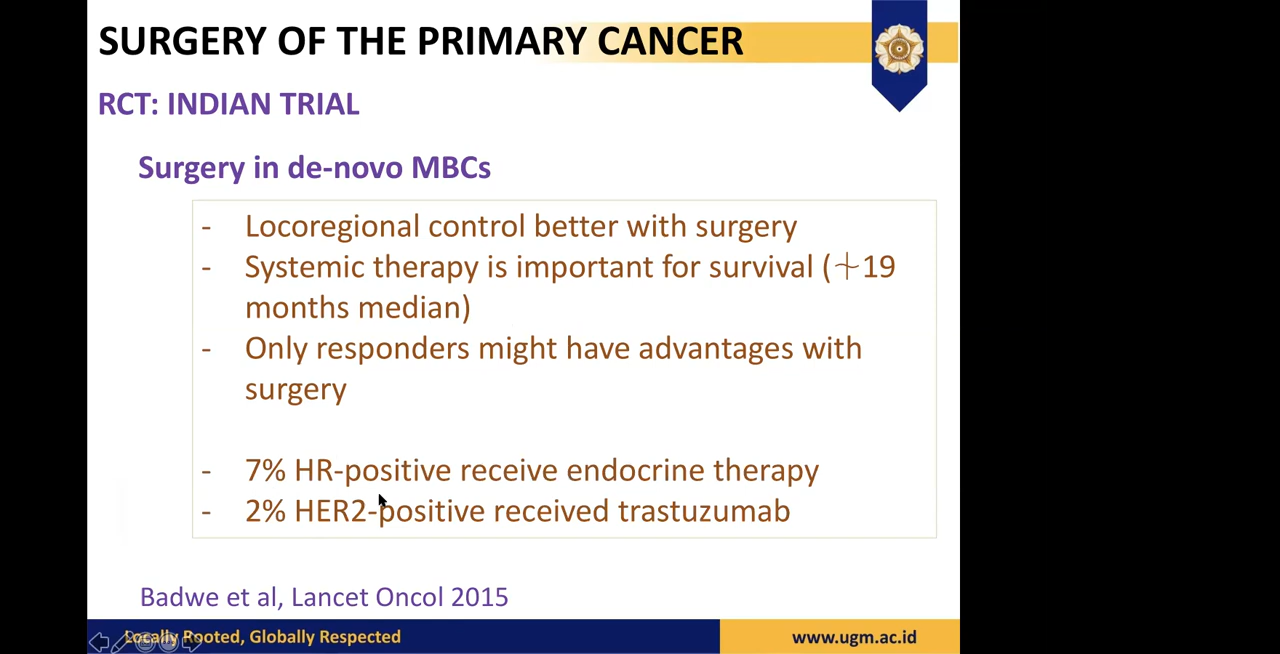 SURGERY OF THE PRIMARY CANCER
RCT: INDIAN TRIAL
Surgery in de-novo MBCs
- Locoregional control better with surgery
- Systemic therapy is important for survival (+19
months median)
- Only responders might have advantages with
surgery
- 7% HR-positive receive endocrine therapy
- 2% HER2-positive received trastuzumab
Badwe et al, Lancet Oncol 2015
Locally Rooted, Globally Respected
www.ugm.ac.id